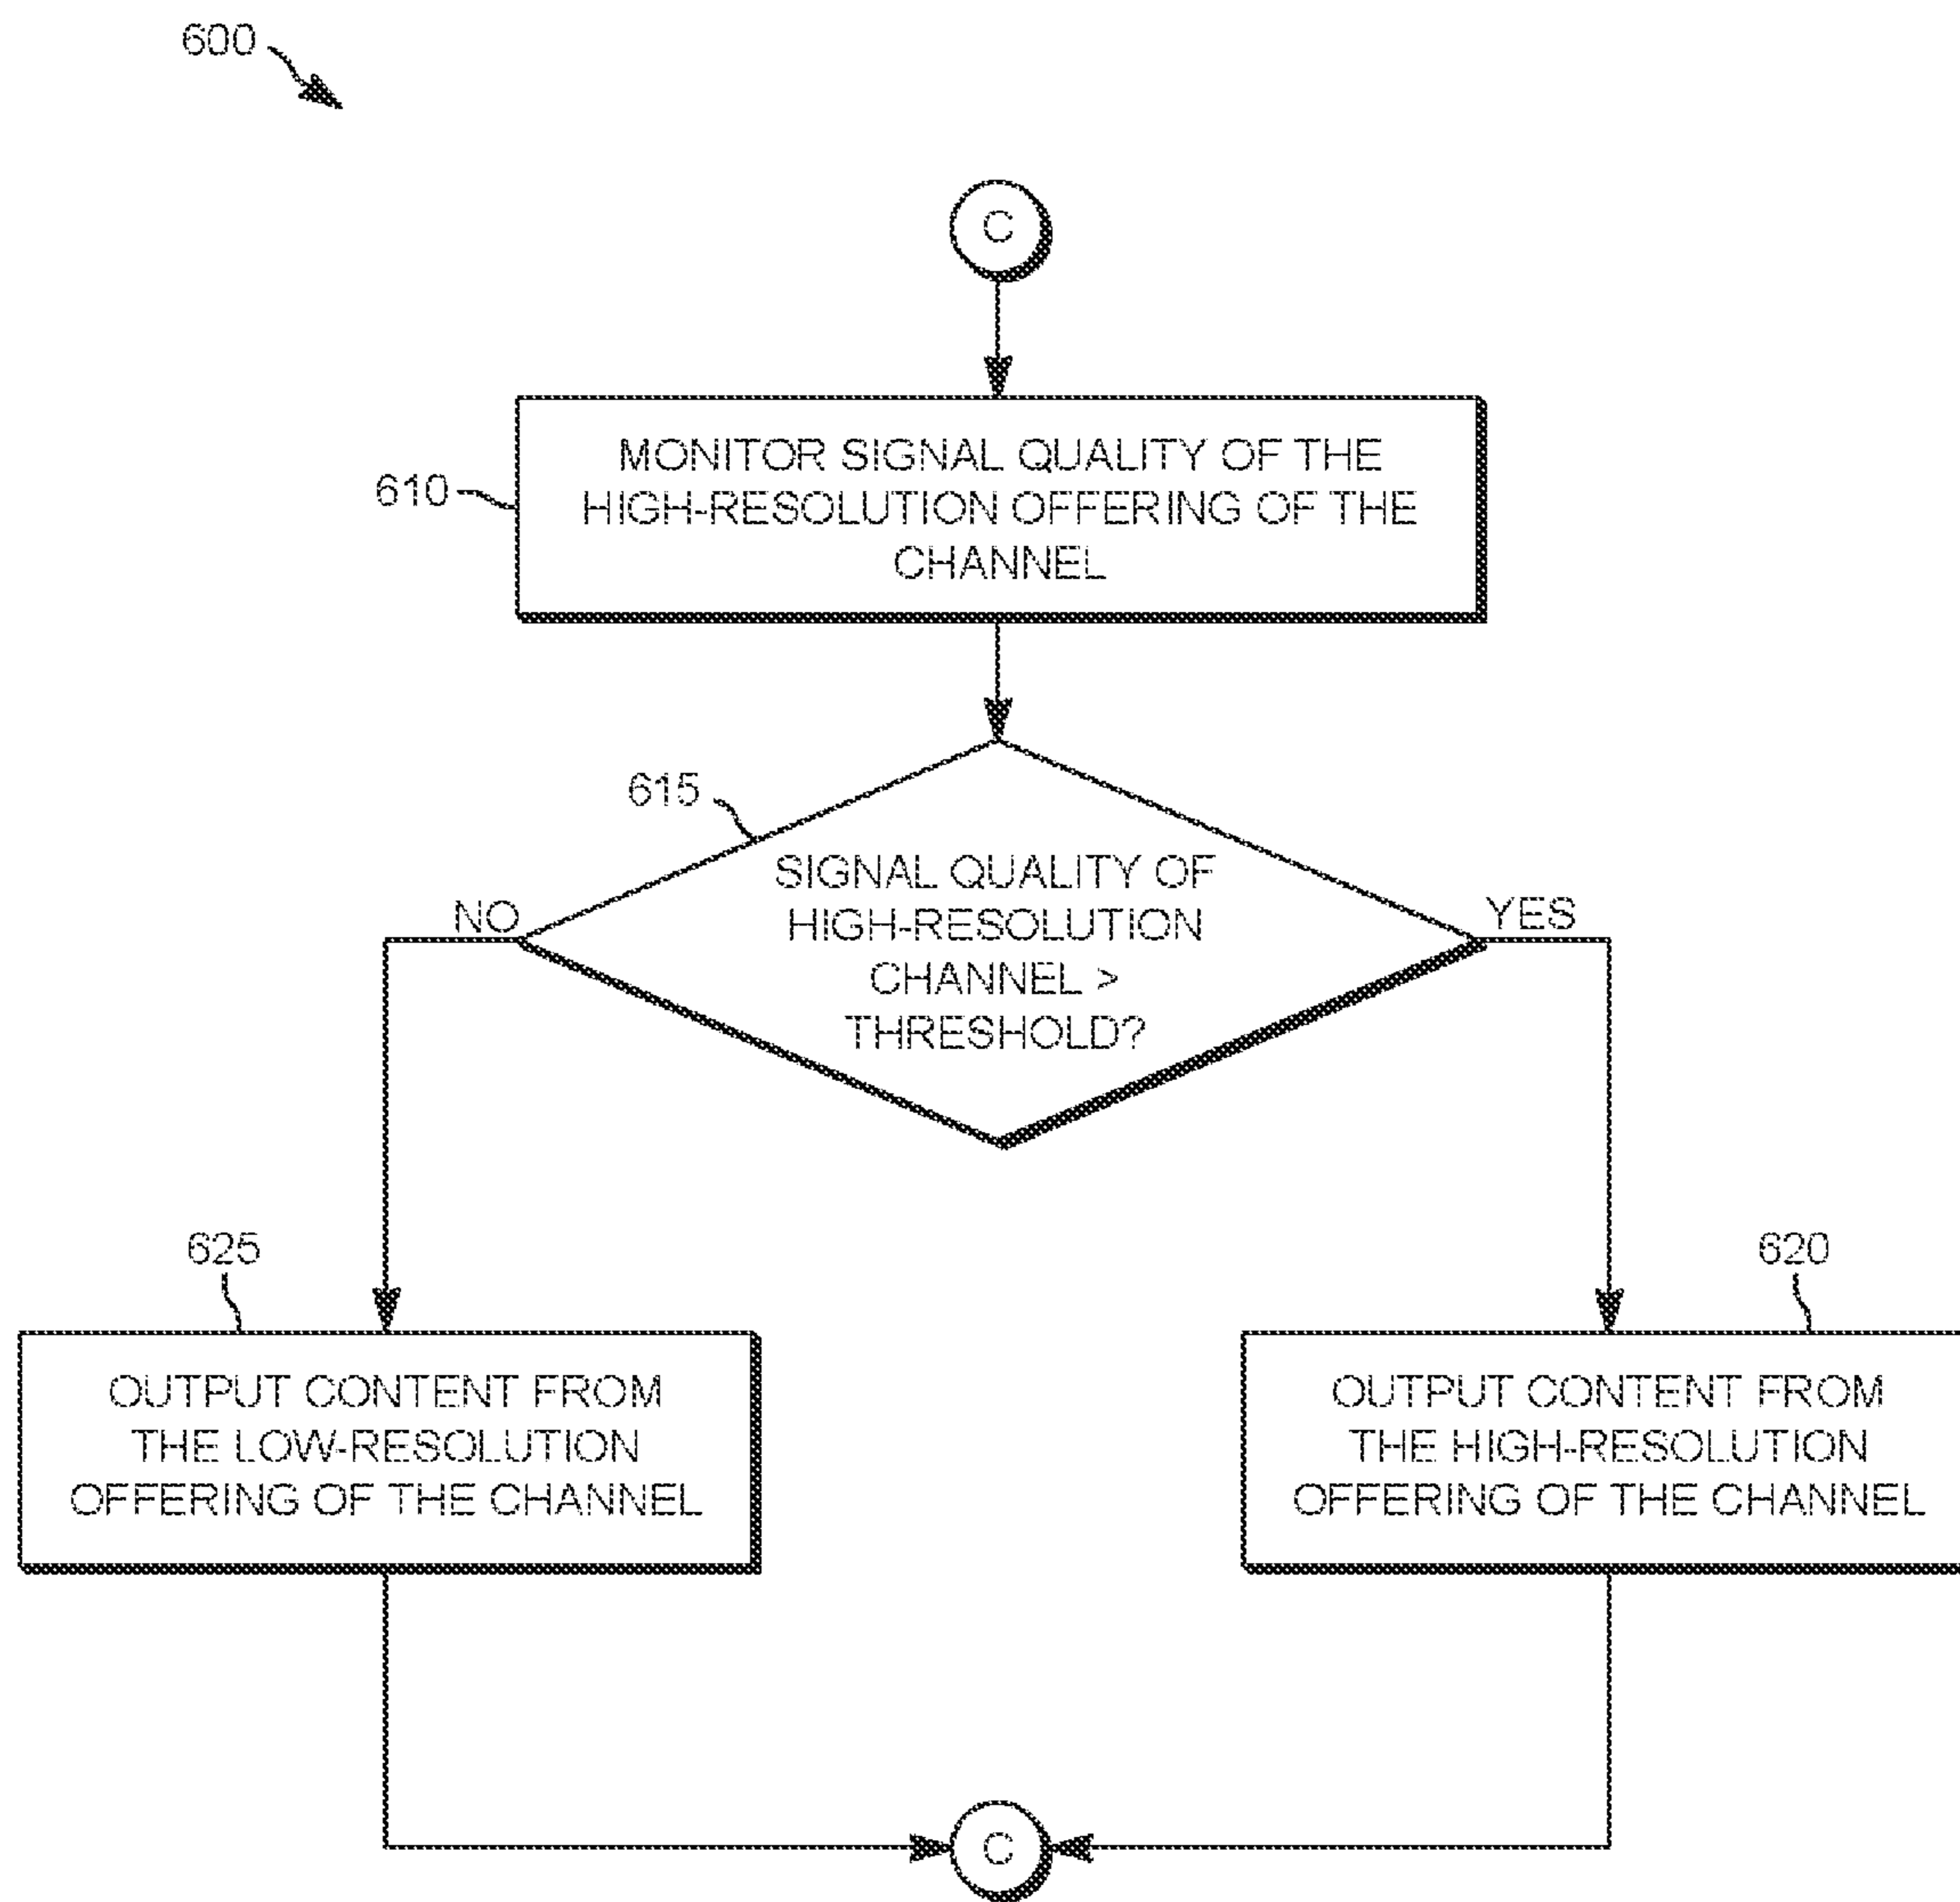 600
C
610
MONITOR SIGNAL QUALITY OF THE
HIGH-RESOLUTION OFFERING OF THE
CHANNEL
615
SIGNAL QUALITY OF
HIGH-RESOLUTION
CHANNEL >
THRESHOLD?
NO
YES
625
OUTPUT CONTENT FROM
THE LOW-RESOLUTION
OFFERING OF THE CHANNEL
620
OUTPUT CONTENT FROM
THE HIGH-RESOLUTION
OFFERING OF THE CHANNEL
C